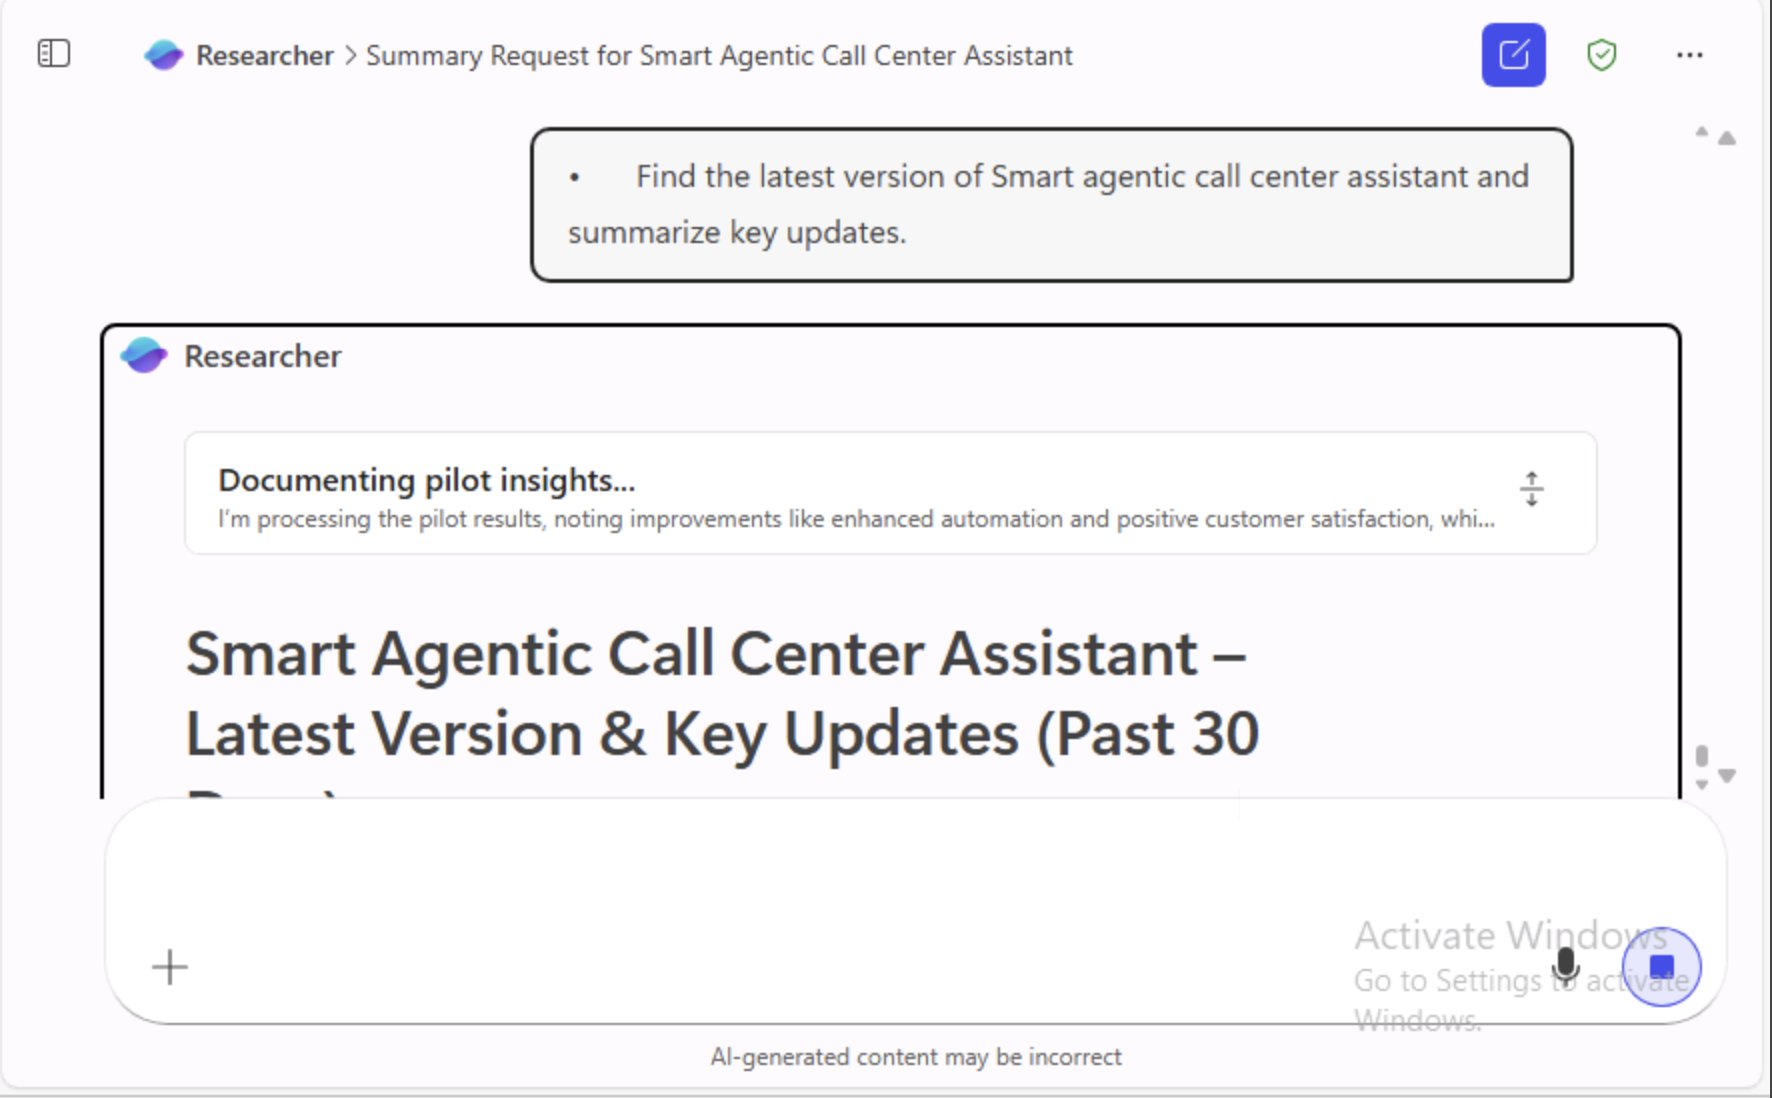 Researcher > Summary Request for Smart Agentic Call Center Assistant
• Find the latest version of Smart agentic call center assistant and
summarize key updates.
Researcher
Documenting pilot insights...
I'm processing the pilot results, noting improvements like enhanced automation and positive customer satisfaction, whi...
Smart Agentic Call Center Assistant –
Latest Version & Key Updates (Past 30
Activate Windows
Go to Settings to activate
Windows.
AI-generated content may be incorrect